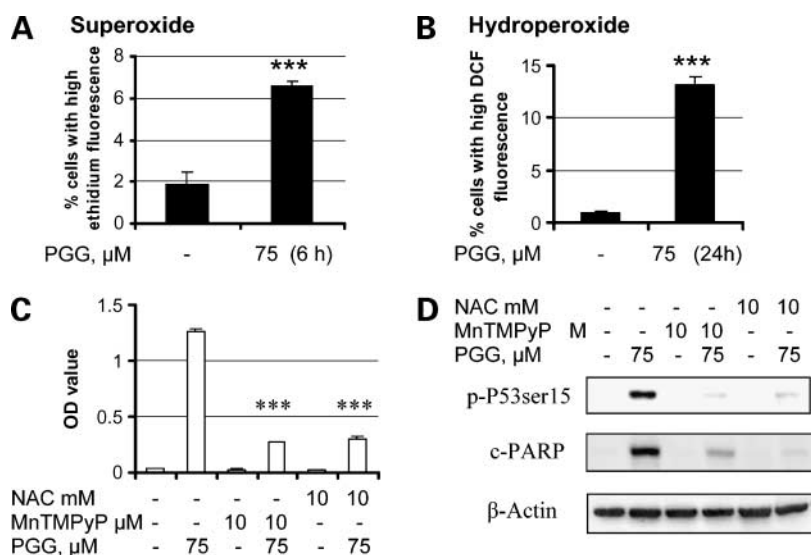 A Superoxide
% cells with high
ethidium fluorescence
8
6
4
2
0
***
PGG, µM - 75 (6 h)
B Hydroperoxide
% cells with high DCF
fluorescence
15
10
5
0
***
PGG, µM - 75 (24h)
C
OD value
1.5
1
0.5
0
*** ***
NAC mM - - - - 10 10
MnTMPyP µM - - 10 10 - -
PGG, µM - 75 - 75 - 75
D
NAC mM - - - - 10 10
MnTMPyP M - - 10 10 - -
PGG, µM - 75 - 75 - 75
p-P53ser15
c-PARP
β-Actin